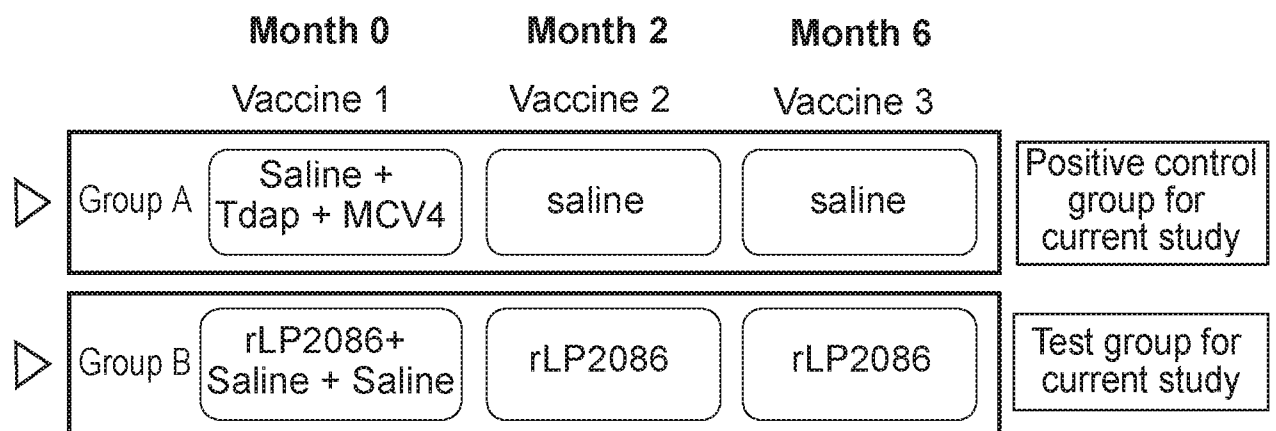 Month 0 Month 2 Month 6
Vaccine 1 Vaccine 2 Vaccine 3
Group A
Saline +
Tdap + MCV4
saline
saline
Positive control
group for
current study
Group B
rLP2086+
Saline + Saline
rLP2086
rLP2086
Test group for
current study